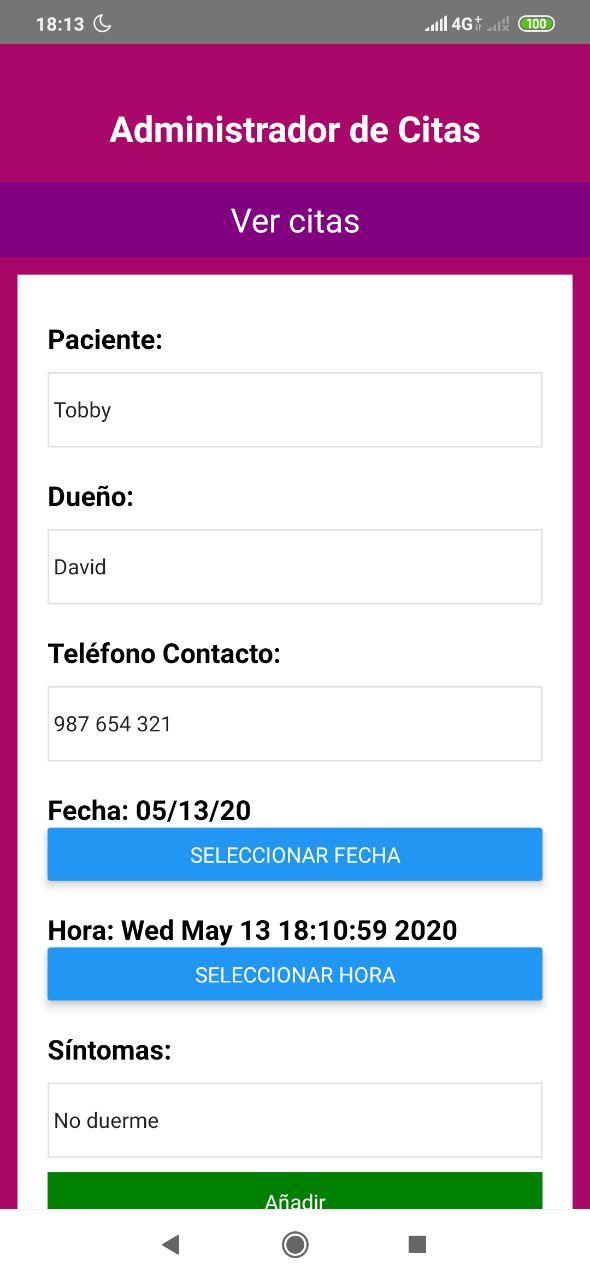 18:13 4G+ 100
Administrador de Citas
Ver citas
Paciente:
Tobby
Dueño:
David
Teléfono Contacto:
987 654 321
Fecha: 05/13/20
SELECCIONAR FECHA
Hora: Wed May 13 18:10:59 2020
SELECCIONAR HORA
Síntomas:
No duerme
Añadir